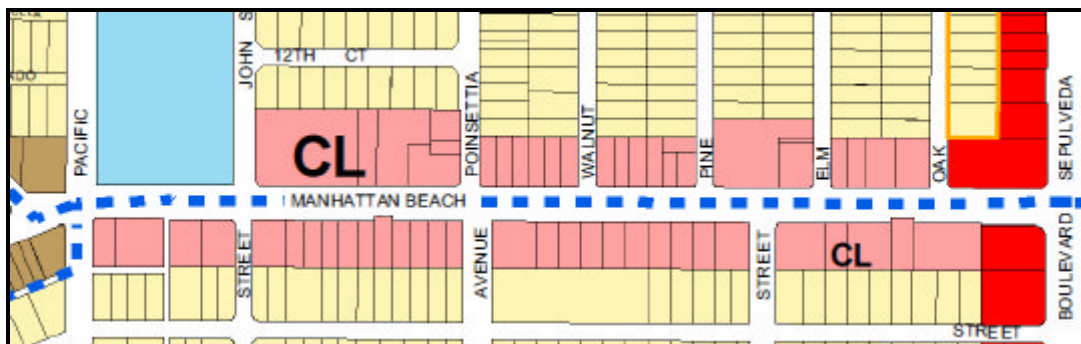 12TH CT
JOHN S
PACIFIC
POINSETTIA
WALNUT
PINE
ELM
OAK
SEPULVEDA
CL
MANHATTAN BEACH
STREET
AVENUE
STREET
CL
BOULEVARD
STREET